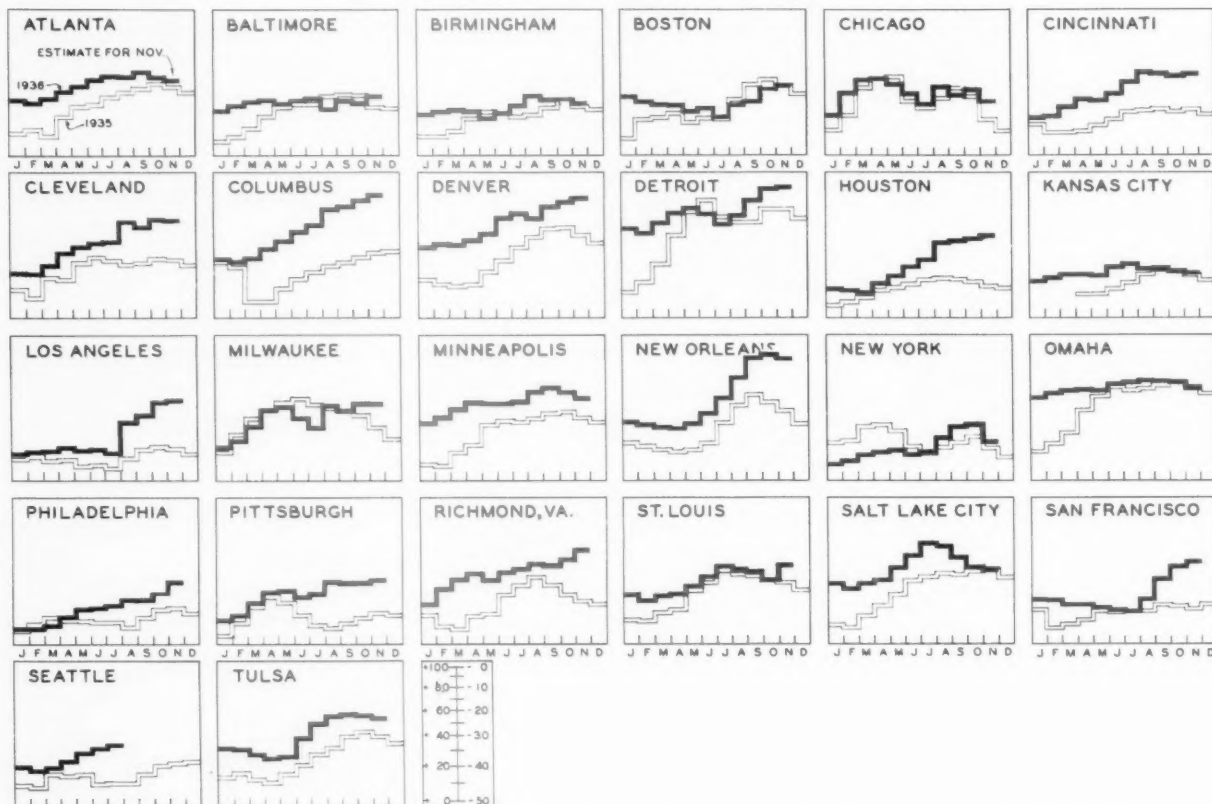 ATLANTA BALTIMORE BIRMINGHAM BOSTON CHICAGO CINCINNATI
ESTIMATE FOR NOV.
1936
1935
J F M A M J J A S O N D J F M A M J J A S O N D J F M A M J J A S O N D J F M A M J J A S O N D J F M A M J J A S O N D J F M A M J J A S O N D
CLEVELAND COLUMBUS DENVER DETROIT HOUSTON KANSAS CITY
LOS ANGELES MILWAUKEE MINNEAPOLIS NEW ORLEANS NEW YORK OMAHA
PHILADELPHIA PITTSBURGH RICHMOND, VA. ST. LOUIS SALT LAKE CITY SAN FRANCISCO
J F M A M J J A S O N D J F M A M J J A S O N D J F M A M J J A S O N D J F M A M J J A S O N D J F M A M J J A S O N D
SEATTLE TULSA
+100 - 0
80 - 10
60 - 20
40 - 30
20 - 40
0 - 50